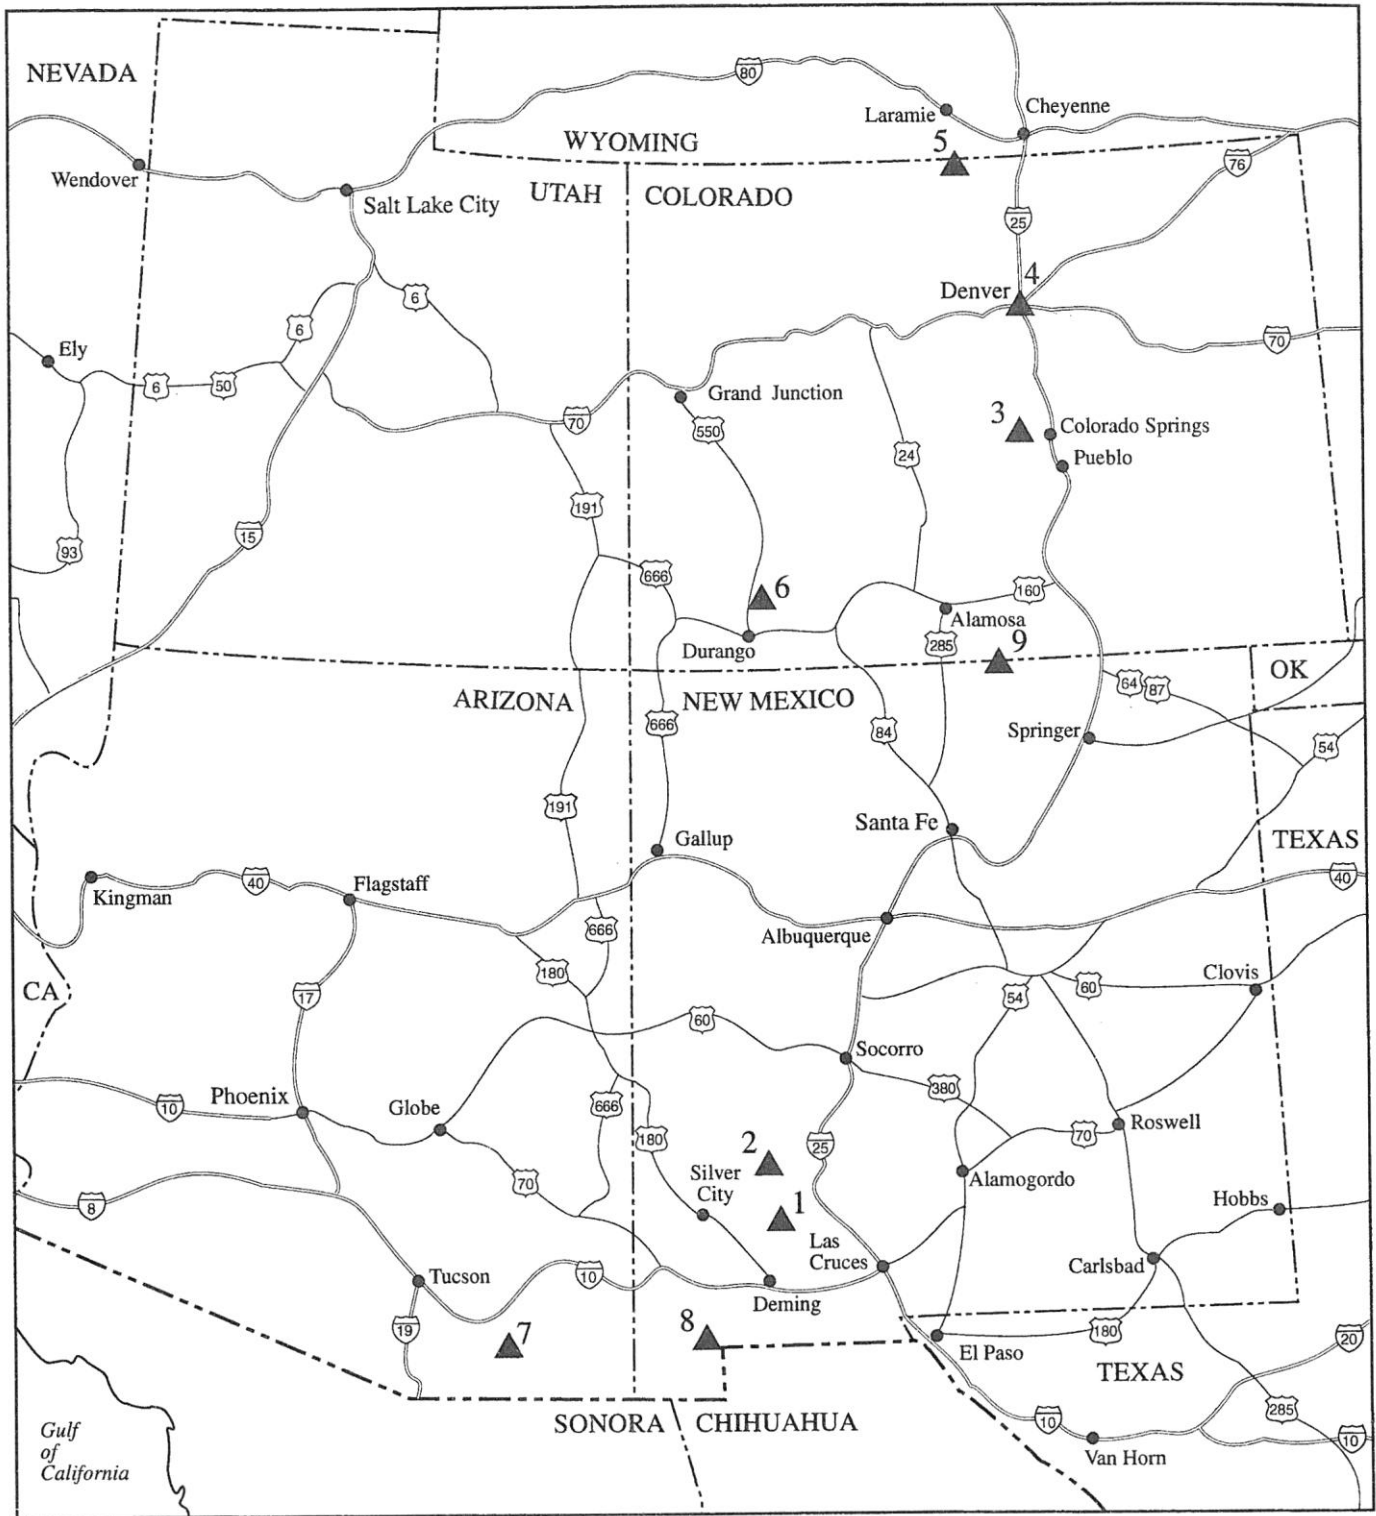 NEVADA
80
Laramie
Cheyenne
WYOMING
5
76
Wendover
UTAH
COLORADO
Salt Lake City
25
4
Denver
6
6
70
Ely
6
50
Grand Junction
3
Colorado Springs
70
550
24
Pueblo
191
15
93
666
6
160
Alamosa
Durango
285
9
OK
64
87
ARIZONA
NEW MEXICO
666
84
Springer
54
191
Santa Fe
Gallup
TEXAS
40
Flagstaff
40
Kingman
666
Albuquerque
180
Clovis
CA
17
60
54
60
Socorro
380
Phoenix
10
Globe
666
Roswell
180
25
70
2
Silver
City
70
Alamogordo
8
1
Hobbs
Las
Cruces
Carlsbad
Tucson
10
Deming
19
7
8
180
20
El Paso
TEXAS
SONORA
CHIHUAHUA
10
285
10
Gulf
of
California
Van Horn